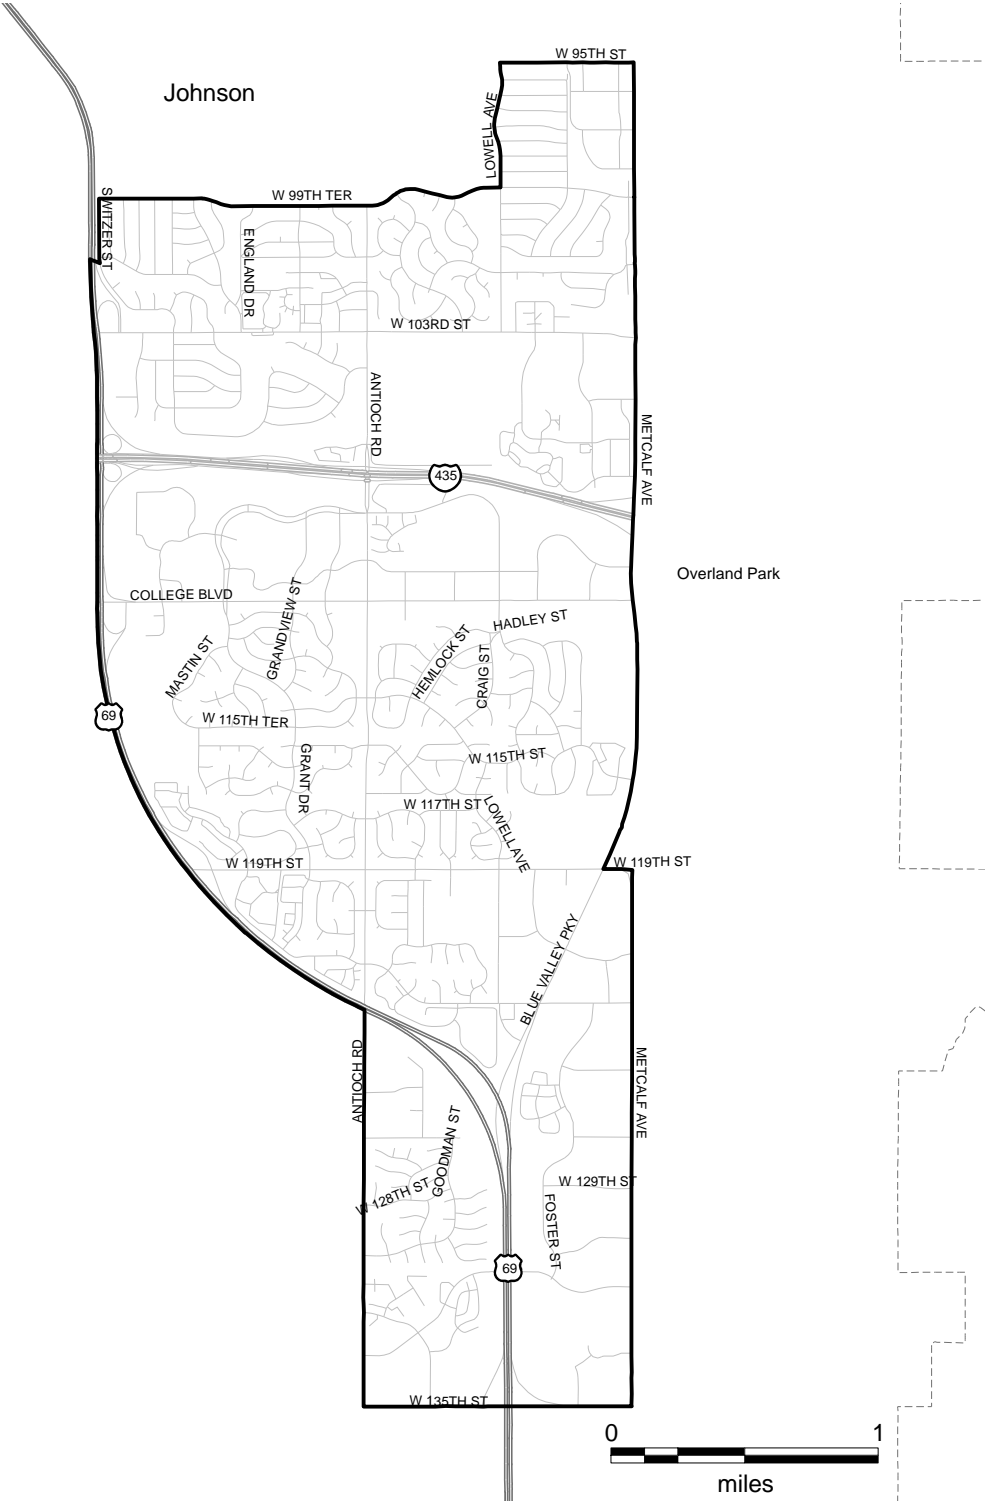 W 95TH ST
Johnson
LOWELL AVE
W 99TH TER
SWITZER ST
ENGLAND DR
W 103RD ST
ANTIOCH RD
METCALF AVE
435
Overland Park
COLLEGE BLVD
GRANDVIEW ST
HADLEY ST
MASTIN ST
HEMLOCK ST
CRAIG ST
69
W 115TH TER
GRANT DR
W 115TH ST
W 117TH ST
LOWELL AVE
W 119TH ST
W 119TH ST
BLUE VALLEY PKY
ANTIOCH RD
METCALF AVE
GOODMAN ST
W 128TH ST
W 129TH ST
FOSTER ST
69
W 135TH ST
0 1
miles